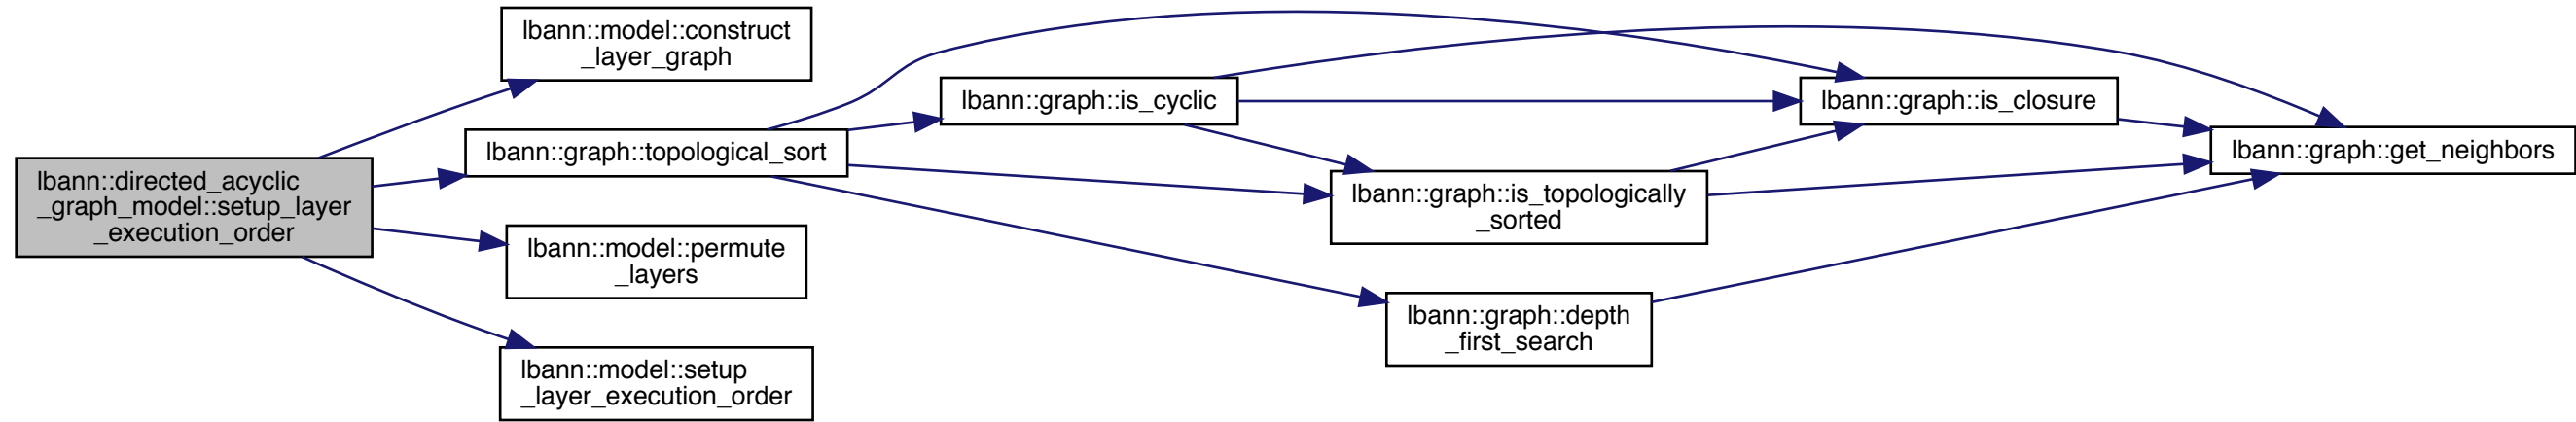 lbann::directed_acyclic
_graph_model::setup_layer
_execution_order
lbann::model::construct
_layer_graph
lbann::graph::topological_sort
lbann::model::permute
_layers
lbann::model::setup
_layer_execution_order
lbann::graph::is_cyclic
lbann::graph::is_topologically
_sorted
lbann::graph::depth
_first_search
lbann::graph::is_closure
lbann::graph::get_neighbors